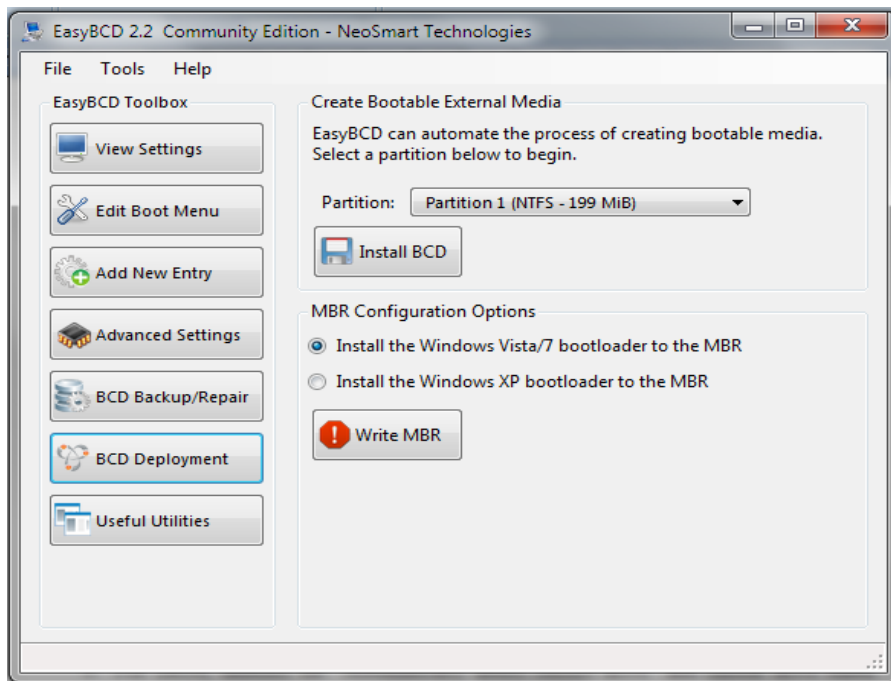 EasyBCD 2.2 Community Edition - NeoSmart Technologies
File Tools Help
EasyBCD Toolbox
View Settings
Edit Boot Menu
Add New Entry
Advanced Settings
BCD Backup/Repair
BCD Deployment
Useful Utilities
Create Bootable External Media
EasyBCD can automate the process of creating bootable media.
Select a partition below to begin.
Partition: Partition 1 (NTFS - 199 MiB)
Install BCD
MBR Configuration Options
Install the Windows Vista/7 bootloader to the MBR
Install the Windows XP bootloader to the MBR
Write MBR